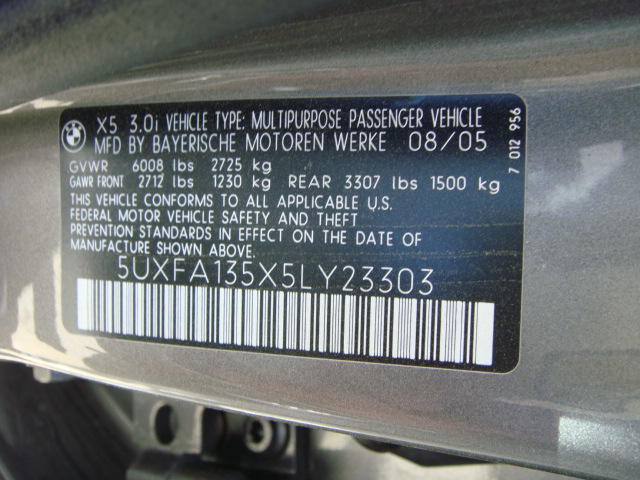 X5 3.0i VEHICLE TYPE: MULTIPURPOSE PASSENGER VEHICLE
MFD BY BAYERISCHE MOTOREN WERKE 08/05
GVWR 6008 lbs 2725 kg
GAWR FRONT 2712 lbs 1230 kg REAR 3307 lbs 1500 kg
THIS VEHICLE CONFORMS TO ALL APPLICABLE U.S.
FEDERAL MOTOR VEHICLE SAFETY AND THEFT
PREVENTION STANDARDS IN EFFECT ON THE DATE OF
MANUFACTURE SHOWN ABOVE.
5UXFA135X5LY23303
7 012 956